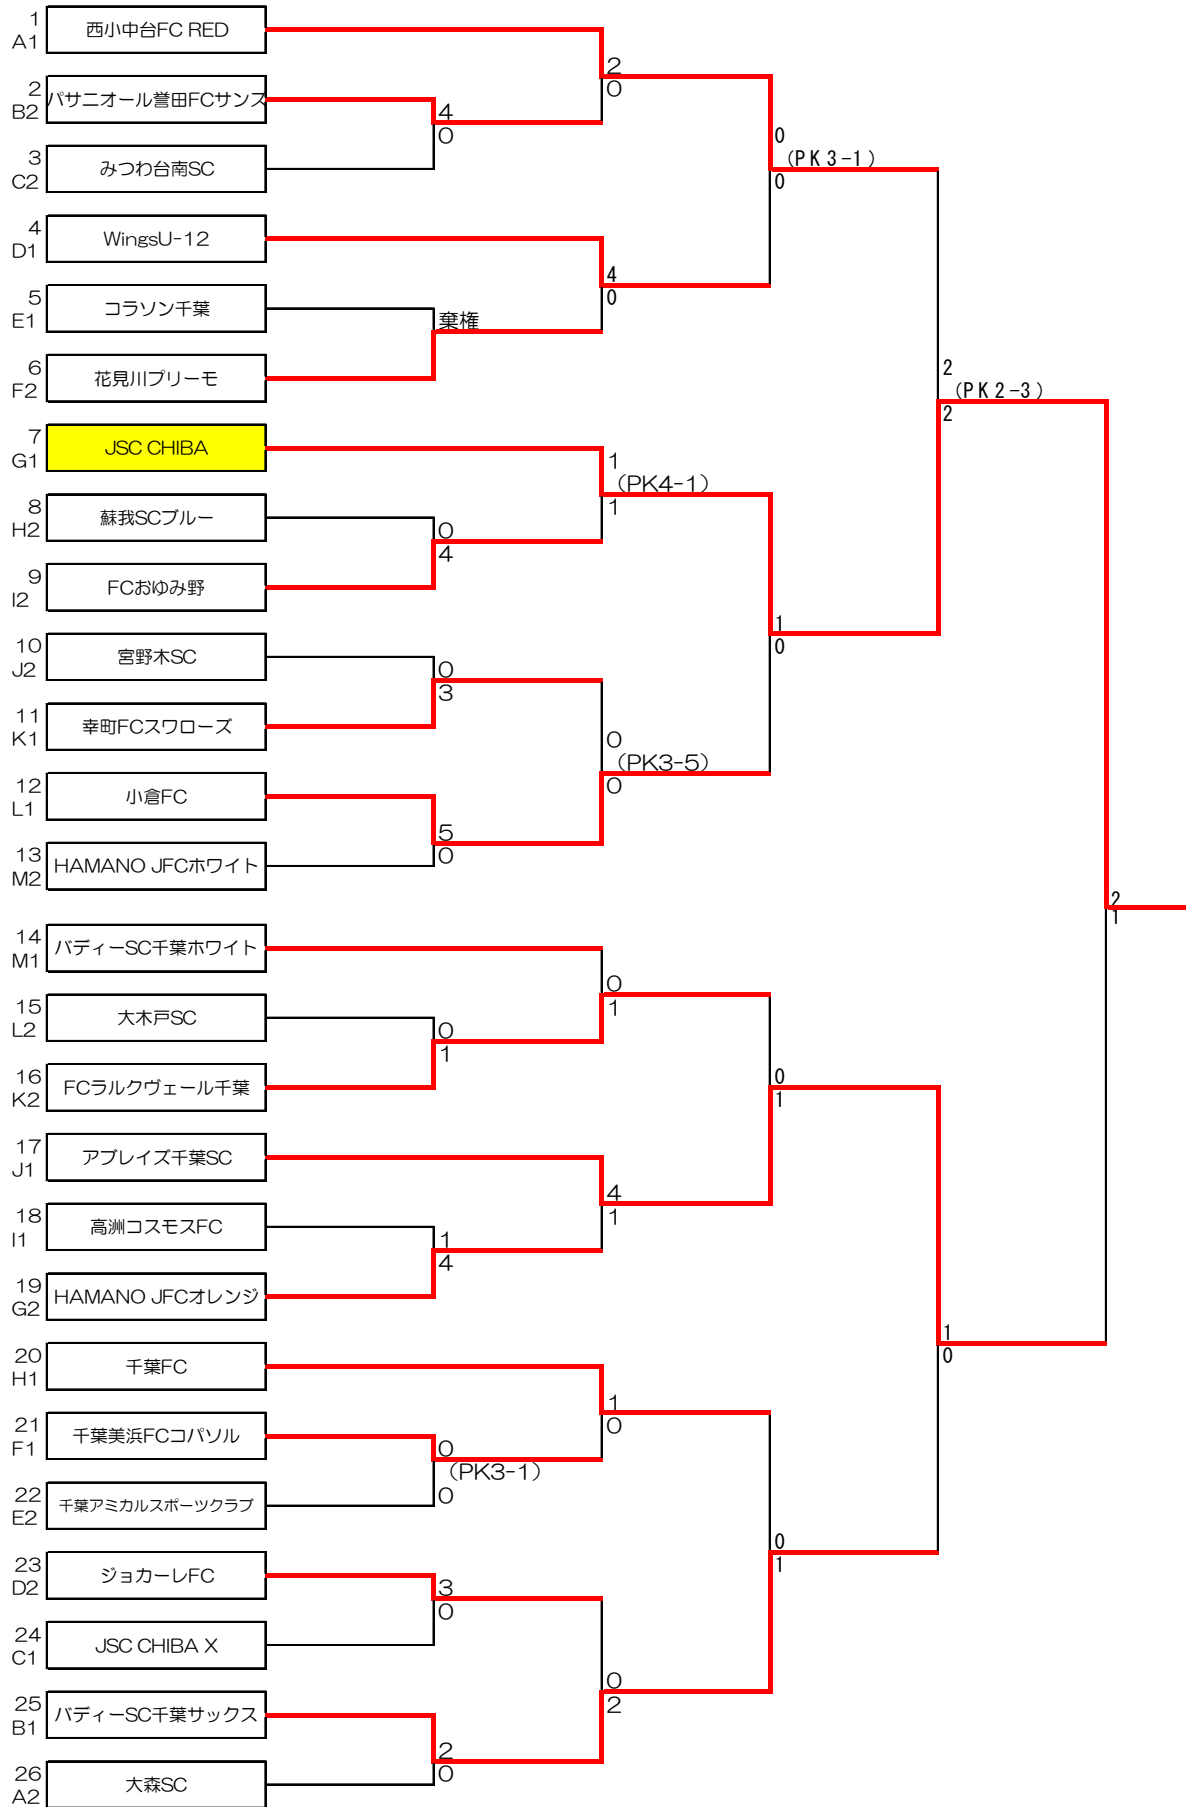 1
A1
西小中台FC RED
2
B2
パサニオール誉田FCサンズ
3
C2
みつわ台南SC
4
D1
WingsU-12
5
E1
コラソン千葉
6
F2
花見川プリーモ
7
G1
JSC CHIBA
8
H2
蘇我SCブルー
9
I2
FCおゆみ野
10
J2
宮野木SC
11
K1
幸町FCスワローズ
12
L1
小倉FC
13
M2
HAMANO JFCホワイト
14
M1
バディーSC千葉ホワイト
15
L2
大木戸SC
16
K2
FCラルクヴェール千葉
17
J1
アブレイズ千葉SC
18
I1
高洲コスモスFC
19
G2
HAMANO JFCオレンジ
20
H1
千葉FC
21
F1
千葉美浜FCコパソル
22
E2
千葉アミカルスポーツクラブ
23
D2
ジョカーレFC
24
C1
JSC CHIBA X
25
B1
バディーSC千葉サックス
26
A2
大森SC
4
0
棄権
0
4
0
3
5
0
0
1
1
4
0
(PK3-1)
0
3
0
2
0
2
0
4
0
1
(PK4-1)
1
0
(PK3-5)
0
0
1
4
1
1
0
0
2
0
(PK3-1)
0
1
0
0
1
0
1
2
(PK2-3)
2
1
0
2
1